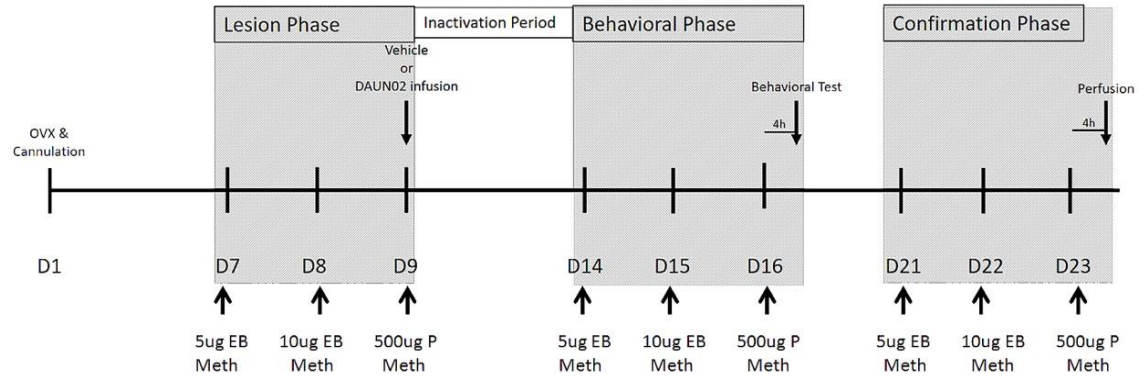 Lesion Phase
Inactivation Period
Behavioral Phase
Confirmation Phase
Vehicle
or
DAUN02 infusion
Behavioral Test
4h
Perfusion
4h
OVX &
Cannulation
D1
D7
D8
D9
D14
D15
D16
D21
D22
D23
5ug EB
Meth
10ug EB
Meth
500ug P
Meth
5ug EB
Meth
10ug EB
Meth
500ug P
Meth
5ug EB
Meth
10ug EB
Meth
500ug P
Meth